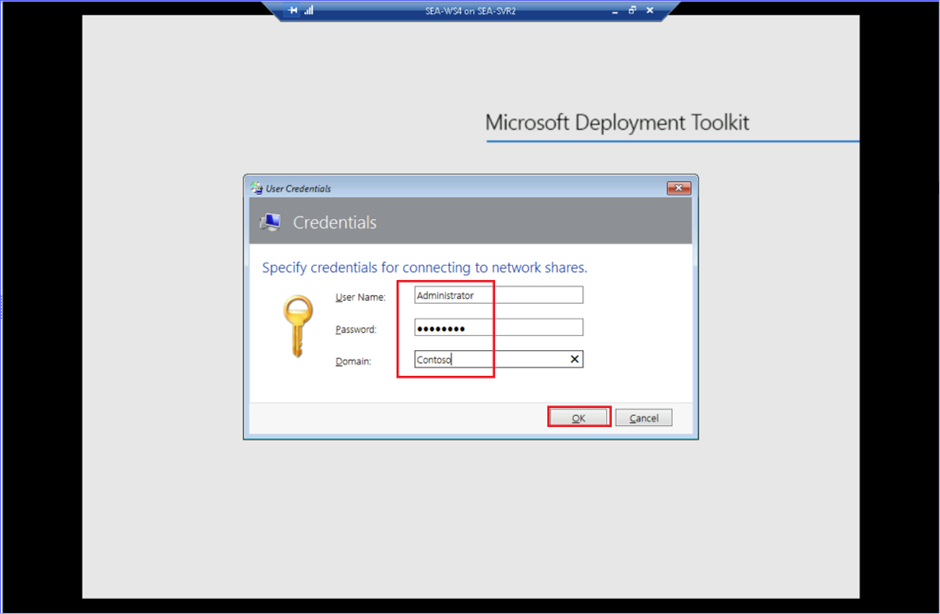 SEA-WS4 on SEA-SVR2
Microsoft Deployment Toolkit
User Credentials
Credentials
Specify credentials for connecting to network shares.
User Name: Administrator
Password: ●●●●●●●●
Domain: Contoso
OK Cancel